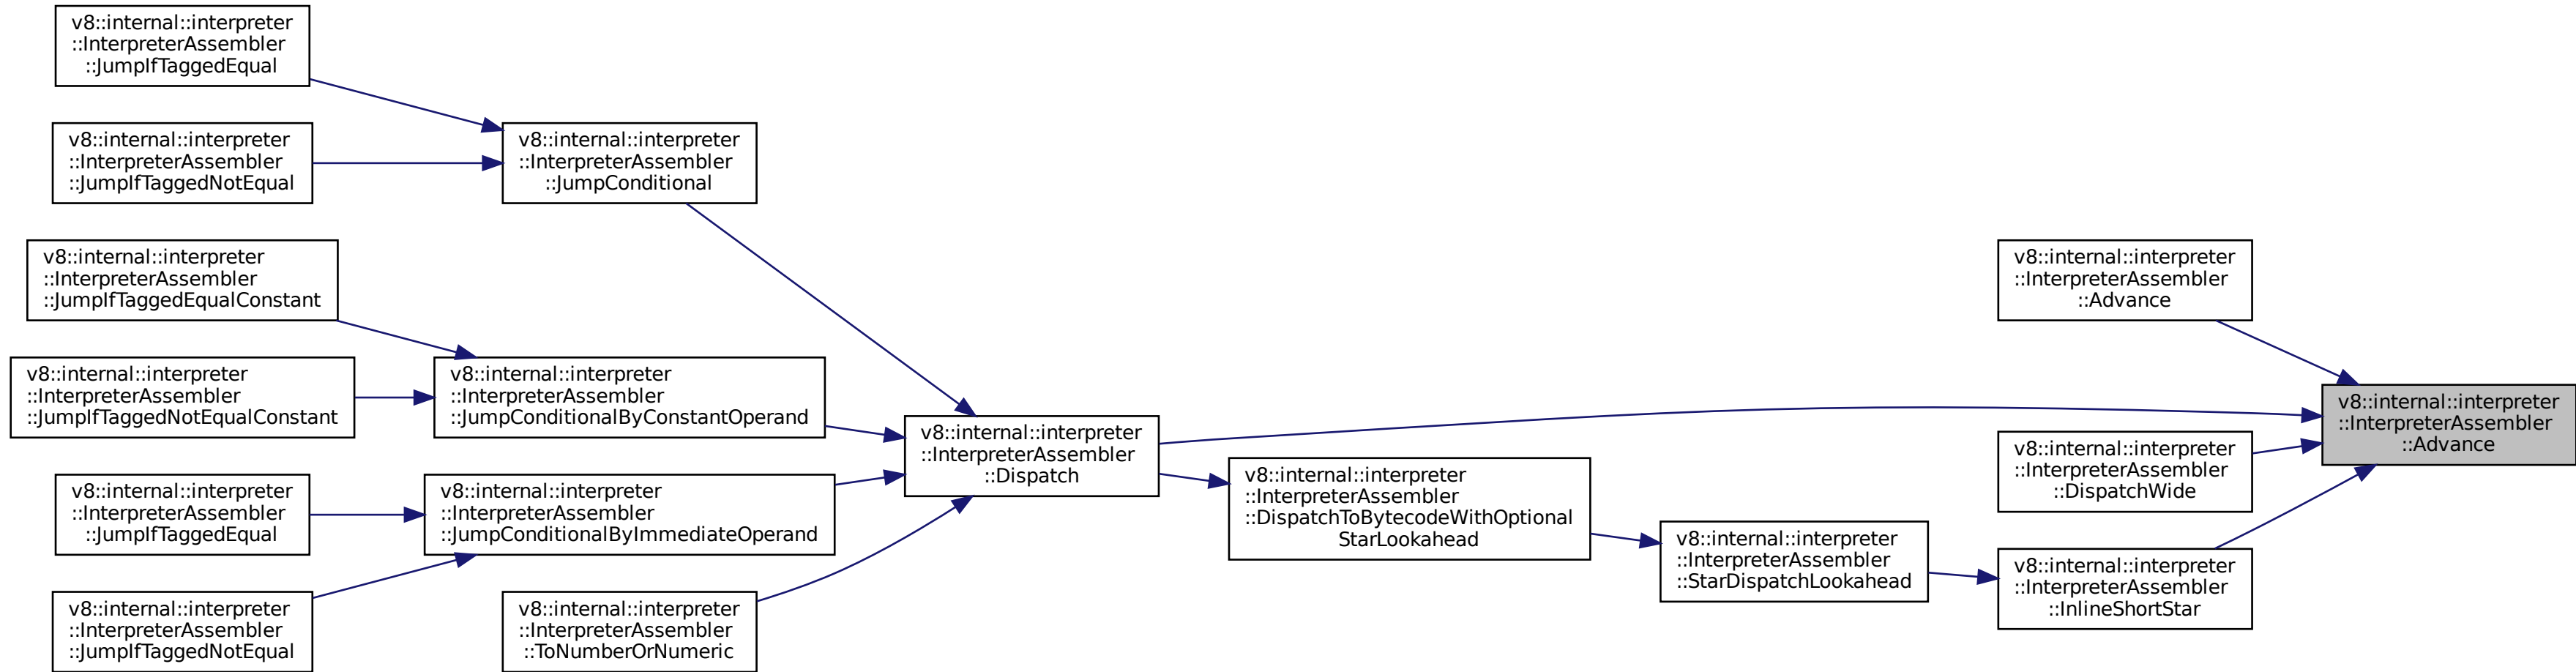 v8::internal::interpreter
::InterpreterAssembler
::JumpIfTaggedEqual
v8::internal::interpreter
::InterpreterAssembler
::JumpIfTaggedNotEqual
v8::internal::interpreter
::InterpreterAssembler
::JumpConditional
v8::internal::interpreter
::InterpreterAssembler
::JumpIfTaggedEqualConstant
v8::internal::interpreter
::InterpreterAssembler
::JumpIfTaggedNotEqualConstant
v8::internal::interpreter
::InterpreterAssembler
::JumpConditionalByConstantOperand
v8::internal::interpreter
::InterpreterAssembler
::JumpIfTaggedEqual
v8::internal::interpreter
::InterpreterAssembler
::JumpConditionalByImmediateOperand
v8::internal::interpreter
::InterpreterAssembler
::JumpIfTaggedNotEqual
v8::internal::interpreter
::InterpreterAssembler
::ToNumberOrNumeric
v8::internal::interpreter
::InterpreterAssembler
::Dispatch
v8::internal::interpreter
::InterpreterAssembler
::DispatchToBytecodeWithOptional
StarLookahead
v8::internal::interpreter
::InterpreterAssembler
::StarDispatchLookahead
v8::internal::interpreter
::InterpreterAssembler
::Advance
v8::internal::interpreter
::InterpreterAssembler
::DispatchWide
v8::internal::interpreter
::InterpreterAssembler
::InlineShortStar
v8::internal::interpreter
::InterpreterAssembler
::Advance